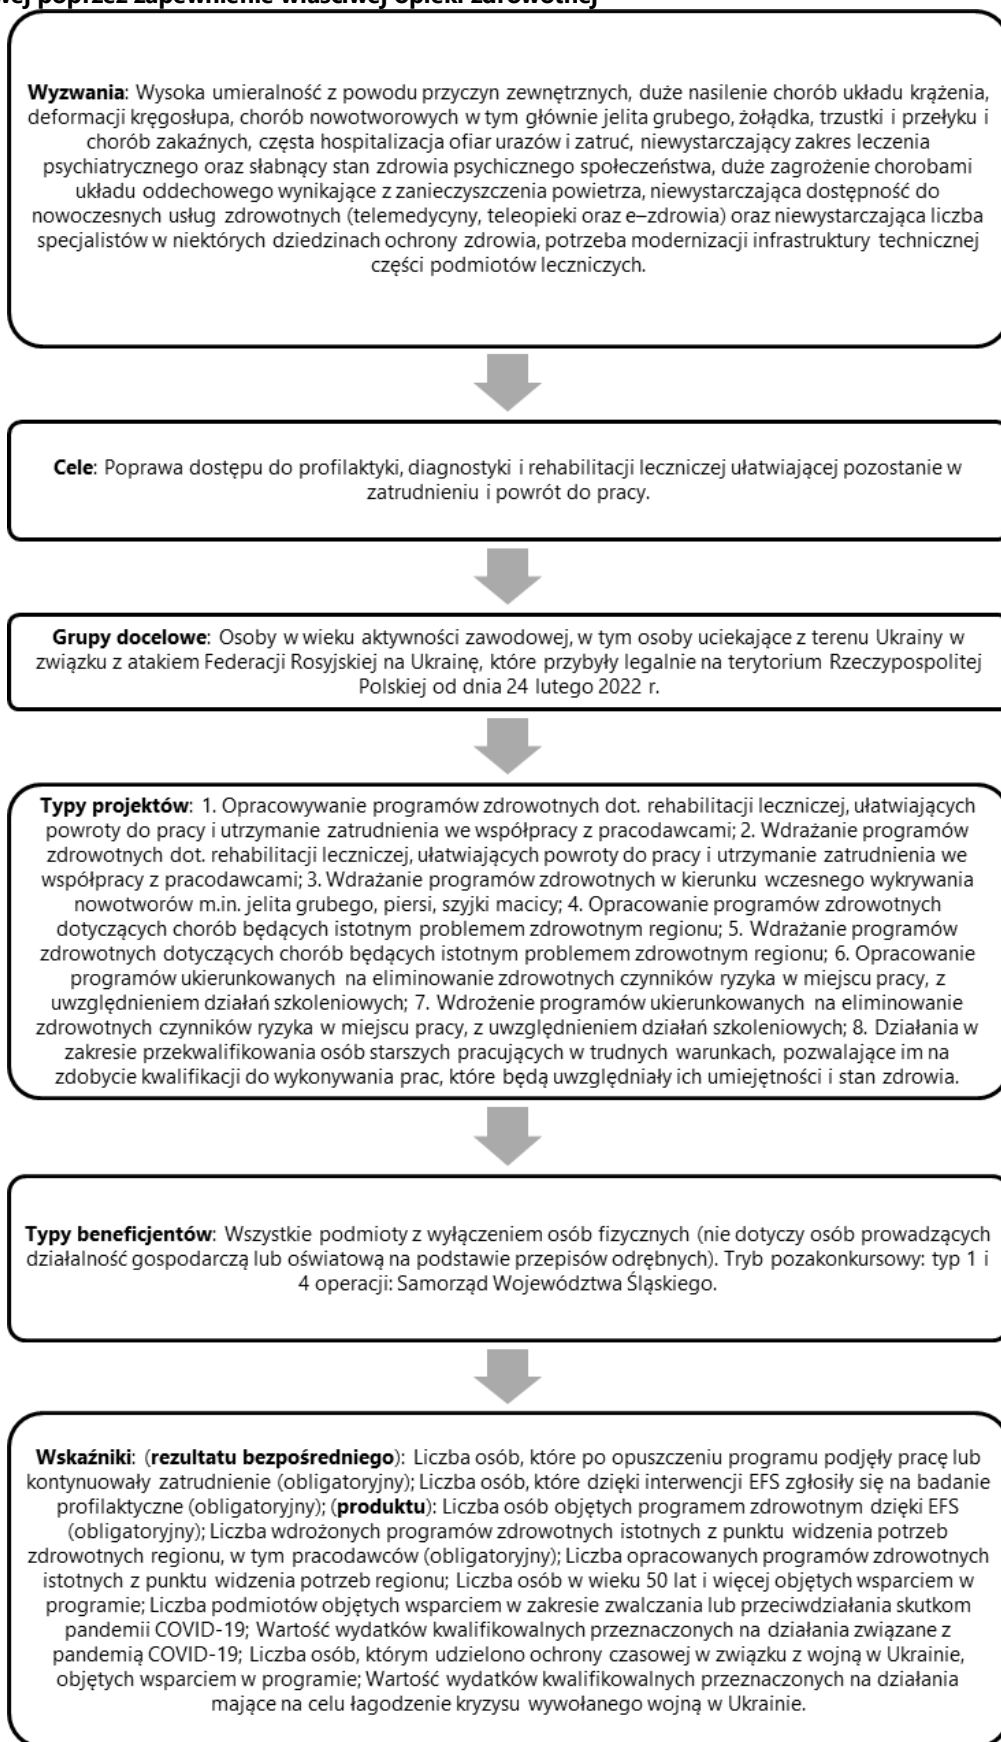 wej poprzez zapewnienie właściwej opieki zdrowotnej
Wyzwania: Wysoka umieralność z powodu przyczyn zewnętrznych, duże nasilenie chorób układu krążenia,
deformacji kręgosłupa, chorób nowotworowych w tym głównie jelita grubego, żołądka, trzustki i przełyku i
chorób zakaźnych, częsta hospitalizacja ofiar urazów i zatruć, niewystarczający zakres leczenia
psychiatrycznego oraz słabnący stan zdrowia psychicznego społeczeństwa, duże zagrożenie chorobami
układu oddechowego wynikające z zanieczyszczenia powietrza, niewystarczająca dostępność do
nowoczesnych usług zdrowotnych (telemedycyny, teleopieki oraz e–zdrowia) oraz niewystarczająca liczba
specjalistów w niektórych dziedzinach ochrony zdrowia, potrzeba modernizacji infrastruktury technicznej
części podmiotów leczniczych.
Cele: Poprawa dostępu do profilaktyki, diagnostyki i rehabilitacji leczniczej ułatwiającej pozostanie w
zatrudnieniu i powrót do pracy.
Grupy docelowe: Osoby w wieku aktywności zawodowej, w tym osoby uciekające z terenu Ukrainy w
związku z atakiem Federacji Rosyjskiej na Ukrainę, które przybyły legalnie na terytorium Rzeczypospolitej
Polskiej od dnia 24 lutego 2022 r.
Typy projektów: 1. Opracowywanie programów zdrowotnych dot. rehabilitacji leczniczej, ułatwiających
powroty do pracy i utrzymanie zatrudnienia we współpracy z pracodawcami; 2. Wdrażanie programów
zdrowotnych dot. rehabilitacji leczniczej, ułatwiających powroty do pracy i utrzymanie zatrudnienia we
współpracy z pracodawcami; 3. Wdrażanie programów zdrowotnych w kierunku wczesnego wykrywania
nowotworów m.in. jelita grubego, piersi, szyjki macicy; 4. Opracowanie programów zdrowotnych
dotyczących chorób będących istotnym problemem zdrowotnym regionu; 5. Wdrażanie programów
zdrowotnych dotyczących chorób będących istotnym problemem zdrowotnym regionu; 6. Opracowanie
programów ukierunkowanych na eliminowanie zdrowotnych czynników ryzyka w miejscu pracy, z
uwzględnieniem działań szkoleniowych; 7. Wdrożenie programów ukierunkowanych na eliminowanie
zdrowotnych czynników ryzyka w miejscu pracy, z uwzględnieniem działań szkoleniowych; 8. Działania w
zakresie przekwalifikowania osób starszych pracujących w trudnych warunkach, pozwalające im na
zdobycie kwalifikacji do wykonywania prac, które będą uwzględniały ich umiejętności i stan zdrowia.
Typy beneficjentów: Wszystkie podmioty z wyłączeniem osób fizycznych (nie dotyczy osób prowadzących
działalność gospodarczą lub oświatową na podstawie przepisów odrębnych). Tryb pozakonkursowy: typ 1 i
4 operacji: Samorząd Województwa Śląskiego.
Wskaźniki: (rezultatu bezpośredniego): Liczba osób, które po opuszczeniu programu podjęły pracę lub
kontynuowały zatrudnienie (obligatoryjny); Liczba osób, które dzięki interwencji EFS zgłosiły się na badanie
profilaktyczne (obligatoryjny); (produktu): Liczba osób objętych programem zdrowotnym dzięki EFS
(obligatoryjny); Liczba wdrożonych programów zdrowotnych istotnych z punktu widzenia potrzeb
zdrowotnych regionu, w tym pracodawców (obligatoryjny); Liczba opracowanych programów zdrowotnych
istotnych z punktu widzenia potrzeb regionu; Liczba osób w wieku 50 lat i więcej objętych wsparciem w
programie; Liczba podmiotów objętych wsparciem w zakresie zwalczania lub przeciwdziałania skutkom
pandemii COVID-19; Wartość wydatków kwalifikowalnych przeznaczonych na działania związane z
pandemią COVID-19; Liczba osób, którym udzielono ochrony czasowej w związku z wojną w Ukrainie,
objętych wsparciem w programie; Wartość wydatków kwalifikowalnych przeznaczonych na działania
mające na celu łagodzenie kryzysu wywołanego wojną w Ukrainie.